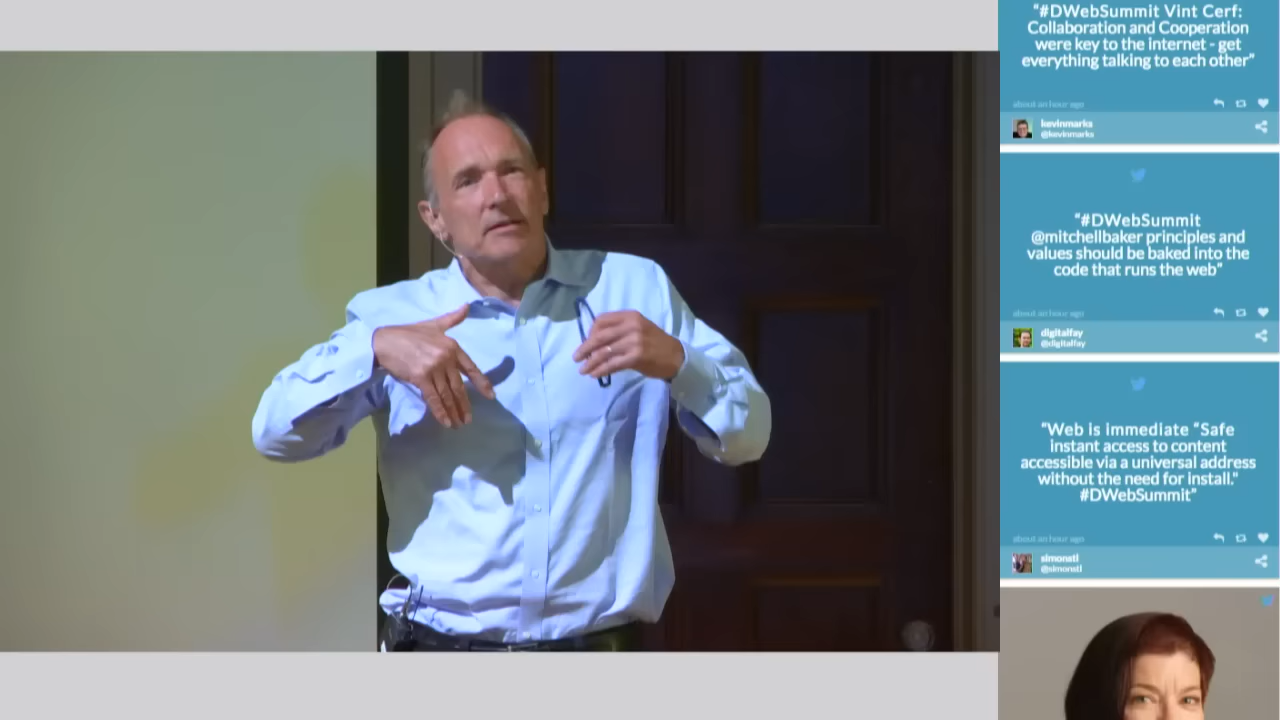 “#DWebSummit Vint Cerf:
Collaboration and Cooperation
were key to the internet - get
everything talking to each other”
about an hour ago
kevinmarks
@kevinmarks
“#DWebSummit
@mitchellbaker principles and
values should be baked into the
code that runs the web”
about an hour ago
digitalfay
@digitalfay
“Web is immediate “Safe
instant access to content
accessible via a universal address
without the need for install."
#DWebSummit”
about an hour ago
simonstl
@simonstl